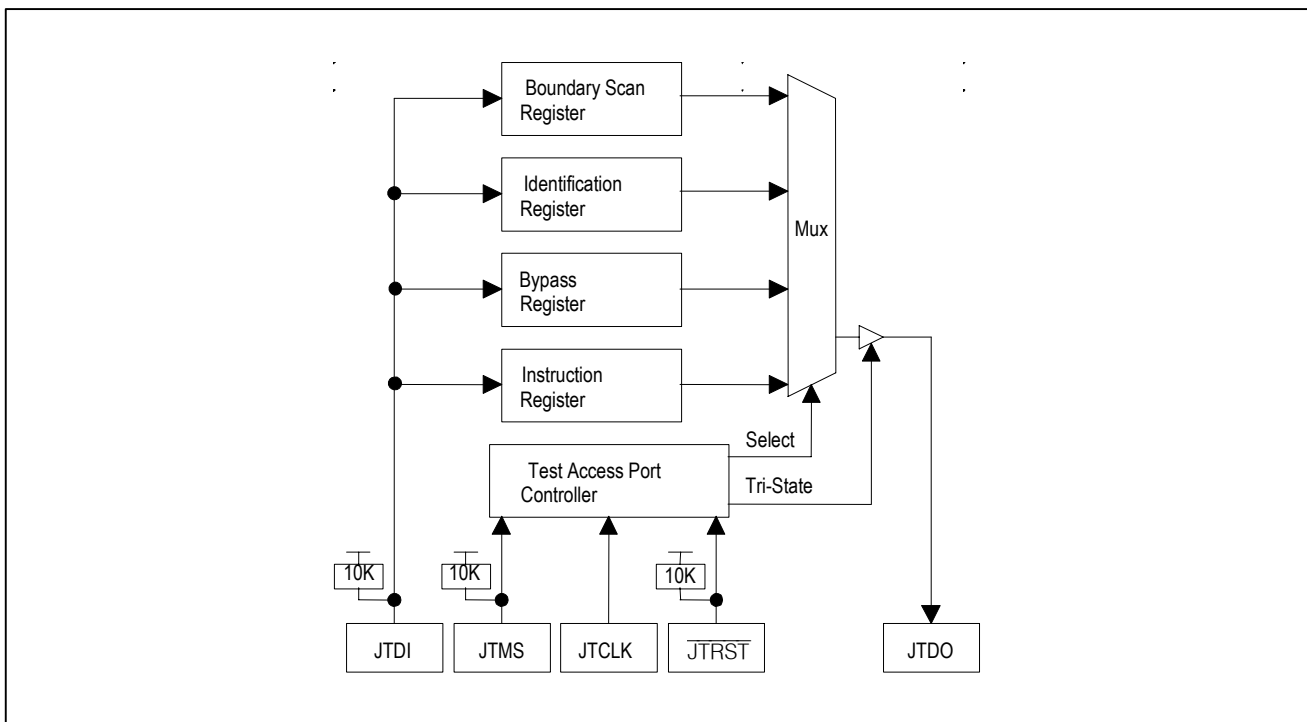 Boundary Scan
Register
Identification
Register
Mux
Bypass
Register
Instruction
Register
Select
Test Access Port
Controller
Tri-State
10K
10K
10K
JTDI
JTMS
JTCLK
JTRST
JTDO